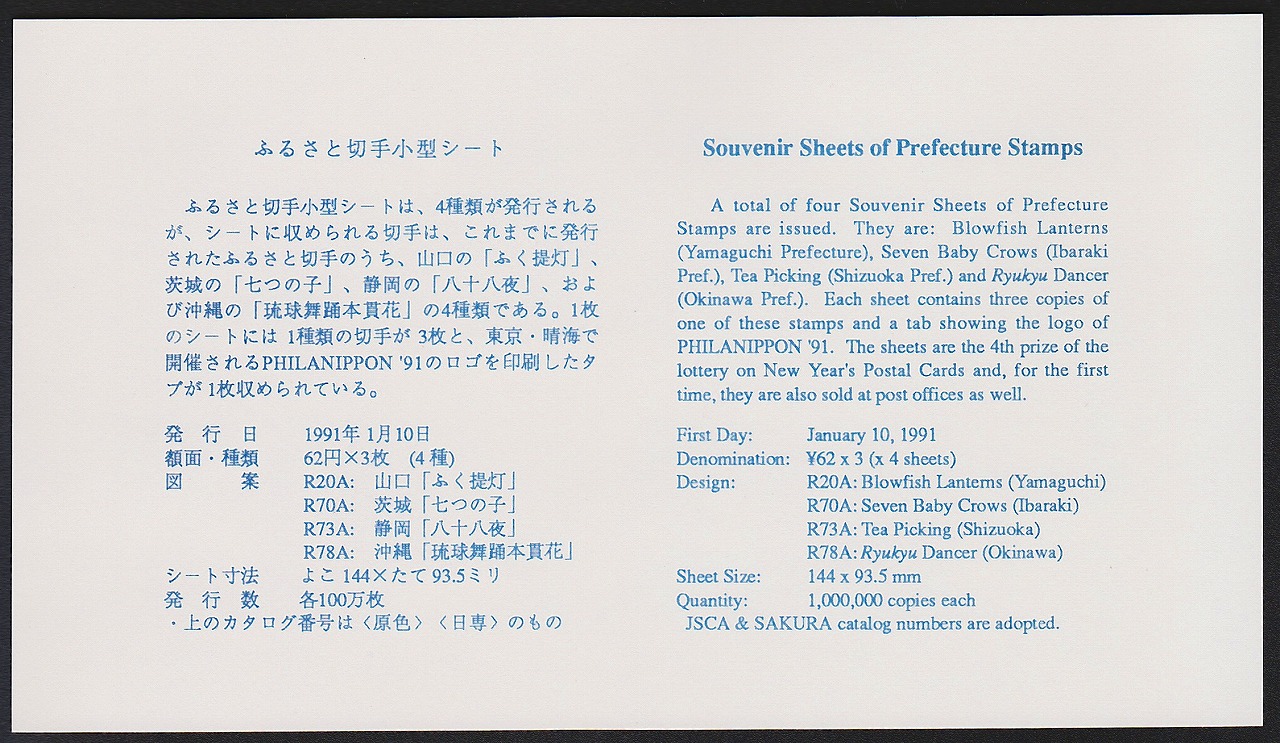 ふるさと切手小型シート
ふるさと切手小型シートは、4種類が発行される
が、シートに収められる切手は、これまでに発行
されたふるさと切手のうち、山口の「ふく提灯」、
茨城の「七つの子」、静岡の「八十八夜」、およ
び沖縄の「琉球舞踊本貫花」の4種類である。1枚
のシートには 1種類の切手が 3枚と、東京・晴海で
開催されるPHILANIPPON '91のロゴを印刷したタ
ブが 1枚収められている。
発 行 日 1991年 1月10日
額面・種類 62円×3枚 (4 種)
図 案 R20A: 山口「ふく提灯」
R70A: 茨城「七つの子」
R73A: 静岡「八十八夜」
R78A: 沖縄「琉球舞踊本貫花」
シート寸法 よこ 144×たて 93.5ミリ
発 行 数 各100万枚
・上のカタログ番号は〈原色〉〈日専〉のもの
Souvenir Sheets of Prefecture Stamps
A total of four Souvenir Sheets of Prefecture
Stamps are issued. They are: Blowfish Lanterns
(Yamaguchi Prefecture), Seven Baby Crows (Ibaraki
Pref.), Tea Picking (Shizuoka Pref.) and Ryukyu Dancer
(Okinawa Pref.). Each sheet contains three copies of
one of these stamps and a tab showing the logo of
PHILANIPPON '91. The sheets are the 4th prize of the
lottery on New Year's Postal Cards and, for the first
time, they are also sold at post offices as well.
First Day: January 10, 1991
Denomination: ¥62 x 3 (x 4 sheets)
Design: R20A: Blowfish Lanterns (Yamaguchi)
R70A: Seven Baby Crows (Ibaraki)
R73A: Tea Picking (Shizuoka)
R78A: Ryukyu Dancer (Okinawa)
Sheet Size: 144 x 93.5 mm
Quantity: 1,000,000 copies each
JSCA & SAKURA catalog numbers are adopted.